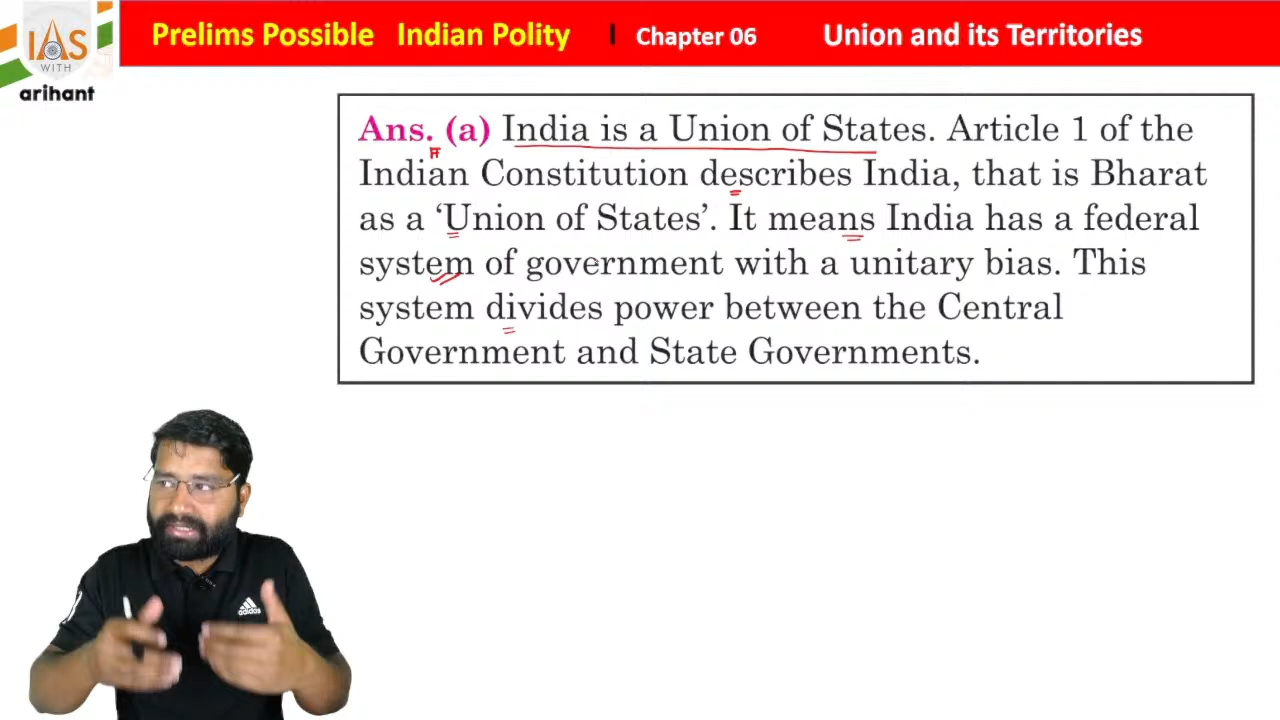 Prelims Possible Indian Polity | Chapter 06 Union and its Territories
IAS
WITH
arihant
Ans. (a) India is a Union of States. Article 1 of the
Indian Constitution describes India, that is Bharat
as a ‘Union of States’. It means India has a federal
system of government with a unitary bias. This
system divides power between the Central
Government and State Governments.
adidas